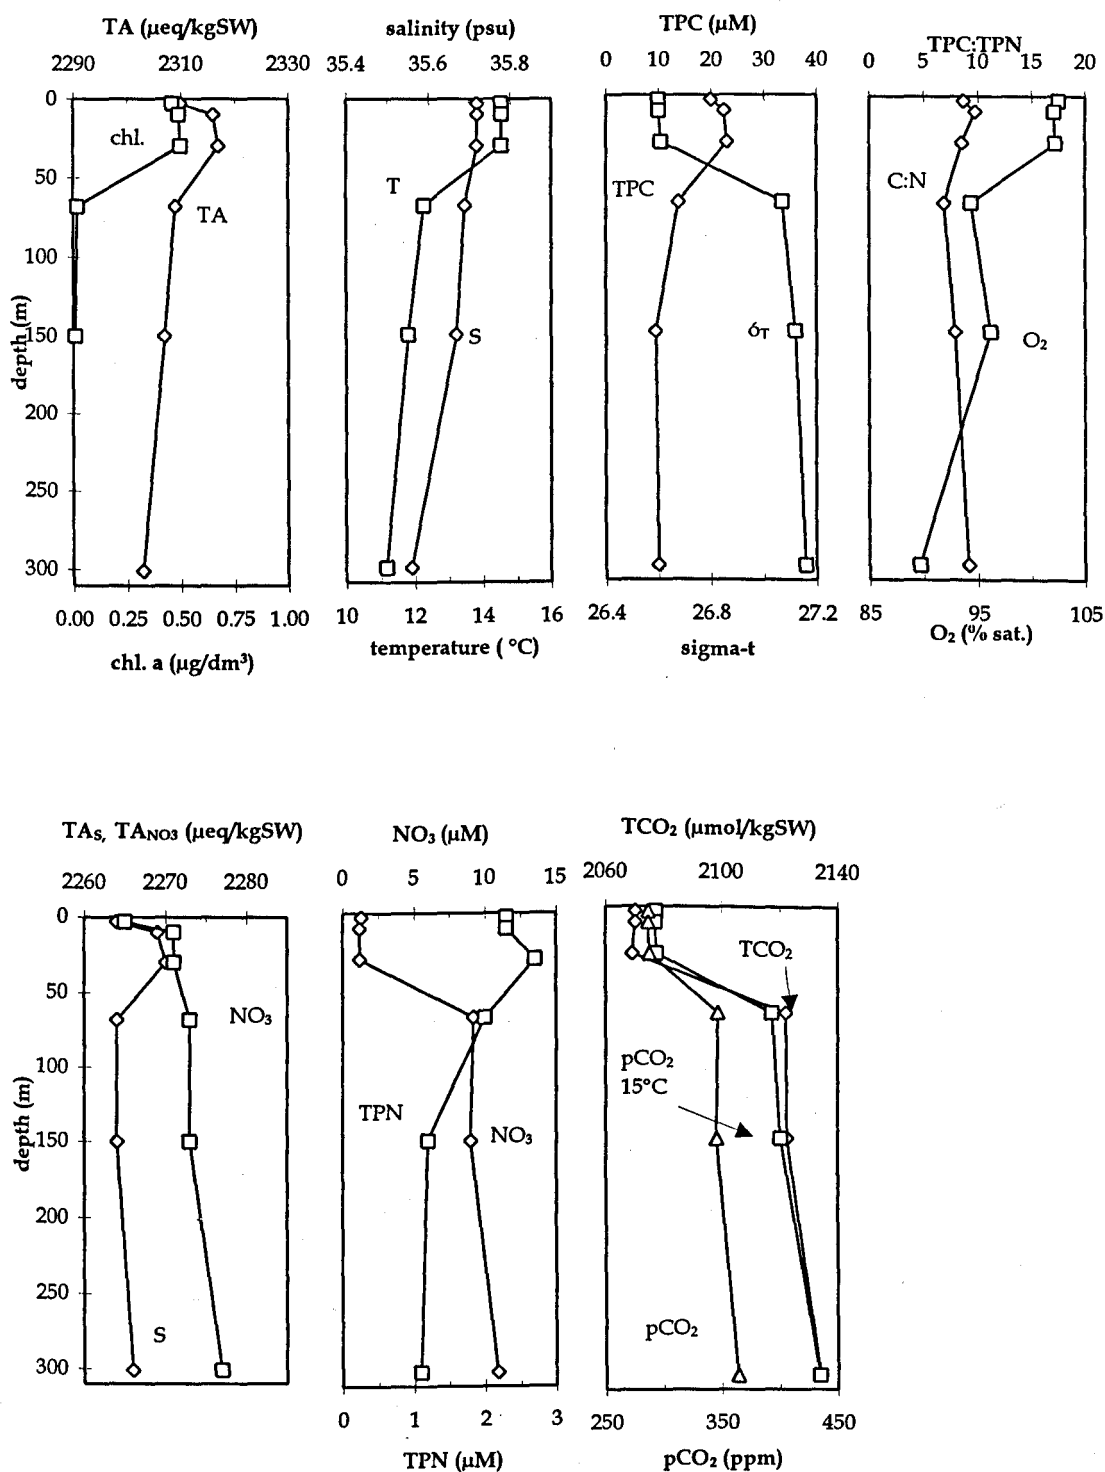 TA (µeq/kgSW)
2290 2310 2330
salinity (psu)
35.4 35.6 35.8
TPC (µM)
0 10 20 30 40
TPC:TPN
0 5 10 15 20
depth (m)
0
50
100
150
200
250
300
chl.
TA
T
S
TPC
σT
C:N
O₂
0.00 0.25 0.50 0.75 1.00
chl. a (µg/dm³)
10 12 14 16
temperature ( °C)
26.4 26.8 27.2
sigma-t
85 95 105
O₂ (% sat.)
TAS, TANO3 (µeq/kgSW)
2260 2270 2280
NO₃ (µM)
0 5 10 15
TCO₂ (µmol/kgSW)
2060 2100 2140
depth (m)
0
50
100
150
200
250
300
NO₃
S
TPN
NO₃
TCO₂
pCO₂
15°C
pCO₂
0 1 2 3
TPN (µM)
250 350 450
pCO₂ (ppm)